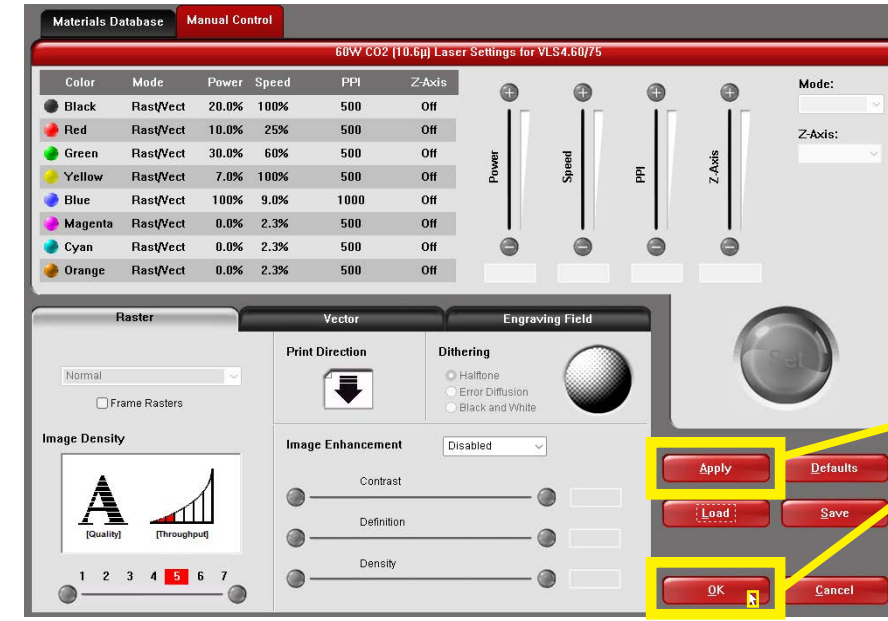 Materials Database Manual Control
60W CO2 (10.6µ) Laser Settings for VLS4.60/75
Color Mode Power Speed PPI Z-Axis
Black Rast/Vect 20.0% 100% 500 Off
Red Rast/Vect 10.0% 25% 500 Off
Green Rast/Vect 30.0% 60% 500 Off
Yellow Rast/Vect 7.0% 100% 500 Off
Blue Rast/Vect 100% 9.0% 1000 Off
Magenta Rast/Vect 0.0% 2.3% 500 Off
Cyan Rast/Vect 0.0% 2.3% 500 Off
Orange Rast/Vect 0.0% 2.3% 500 Off
Power
Speed
PPI
Z-Axis
Mode:
Z-Axis:
Set
Raster Vector Engraving Field
Normal
Frame Rasters
Print Direction
Dithering
Halftone
Error Diffusion
Black and White
Image Density
A
[Quality] [Throughput]
1 2 3 4 5 6 7
Image Enhancement Disabled
Contrast
Definition
Density
Apply Defaults
Load Save
OK Cancel